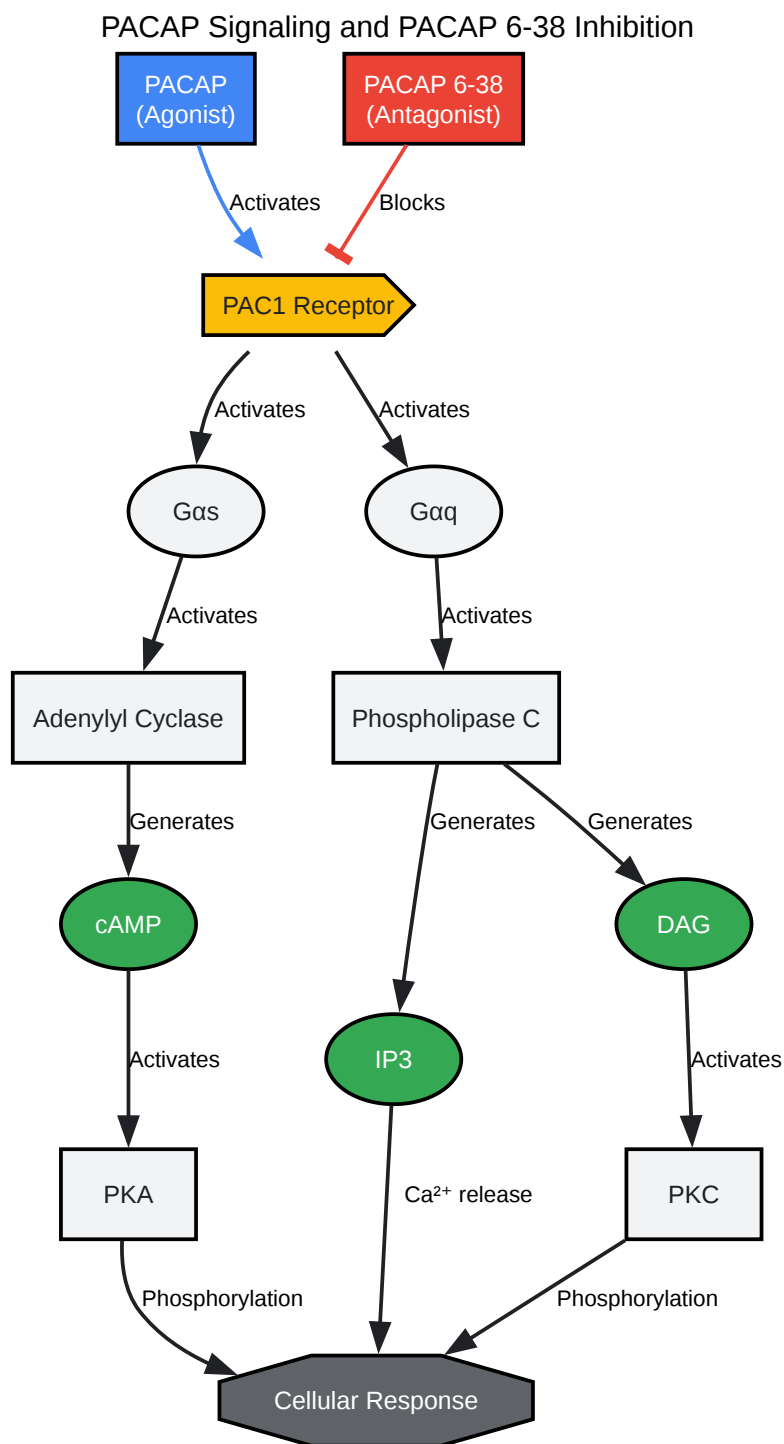 PACAP Signaling and PACAP 6-38 Inhibition
PACAP
(Agonist)
PACAP 6-38
(Antagonist)
Activates
Blocks
PAC1 Receptor
Activates
Activates
Gαs
Gαq
Activates
Activates
Adenylyl Cyclase
Phospholipase C
Generates
Generates
Generates
cAMP
DAG
Activates
IP3
Activates
PKA
Ca²⁺ release
PKC
Phosphorylation
Phosphorylation
Cellular Response